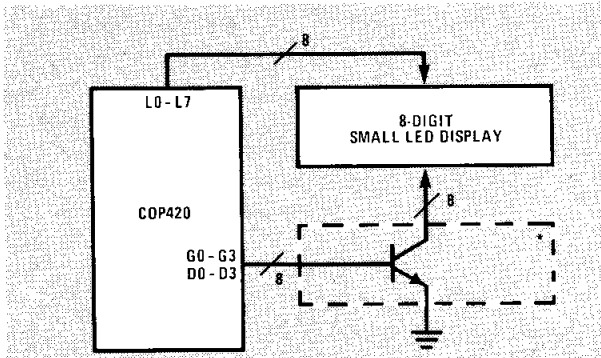 8
L0-L7
8-DIGIT
SMALL LED DISPLAY
8
COP420
*
G0-G3
D0-D3
8